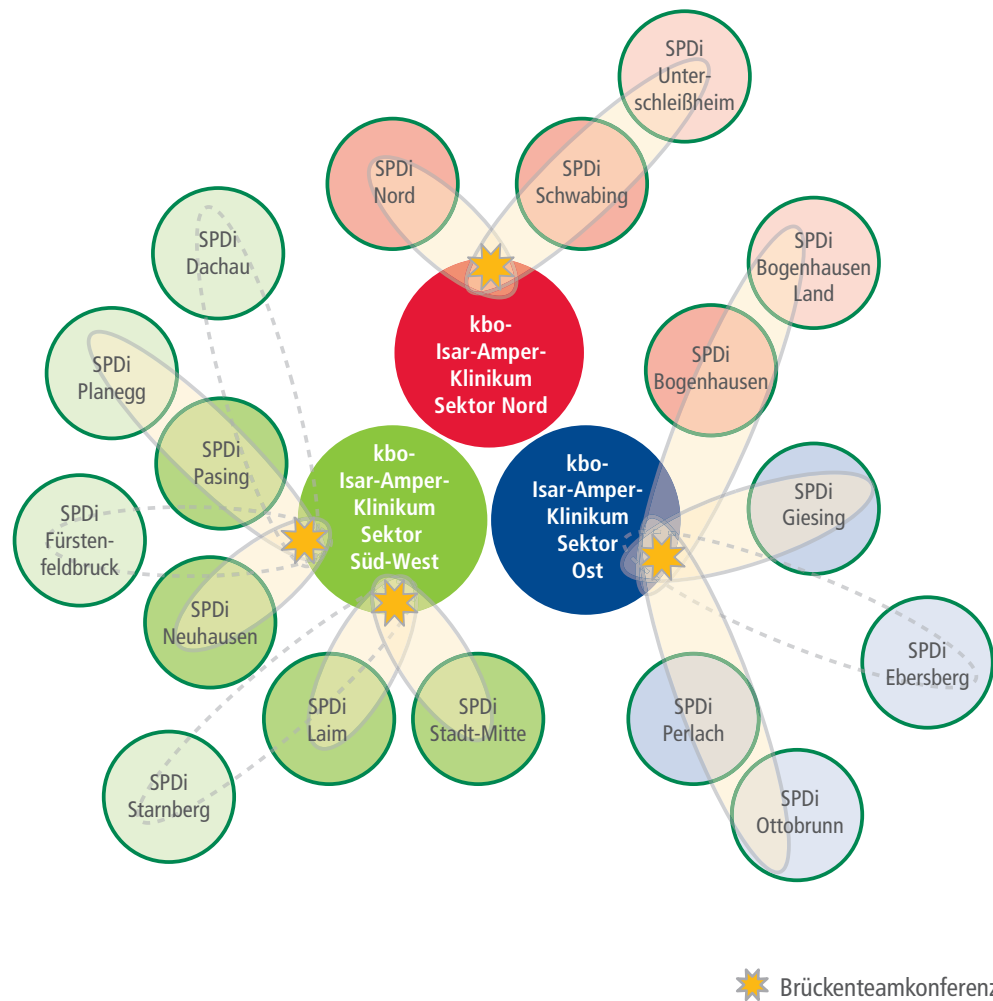 SPDi
Unter-
schleißheim
SPDi
Nord
SPDi
Schwabing
SPDi
Dachau
SPDi
Bogenhausen
Land
kbo-
Isar-Amper-
Klinikum
Sektor Nord
SPDi
Planegg
SPDi
Bogenhausen
SPDi
Pasing
kbo-
Isar-Amper-
Klinikum
Sektor
Süd-West
kbo-
Isar-Amper-
Klinikum
Sektor
Ost
SPDi
Giesing
SPDi
Fürsten-
feldbruck
SPDi
Neuhausen
SPDi
Ebersberg
SPDi
Laim
SPDi
Stadt-Mitte
SPDi
Perlach
SPDi
Starnberg
SPDi
Ottobrunn
Brückenteamkonferenz